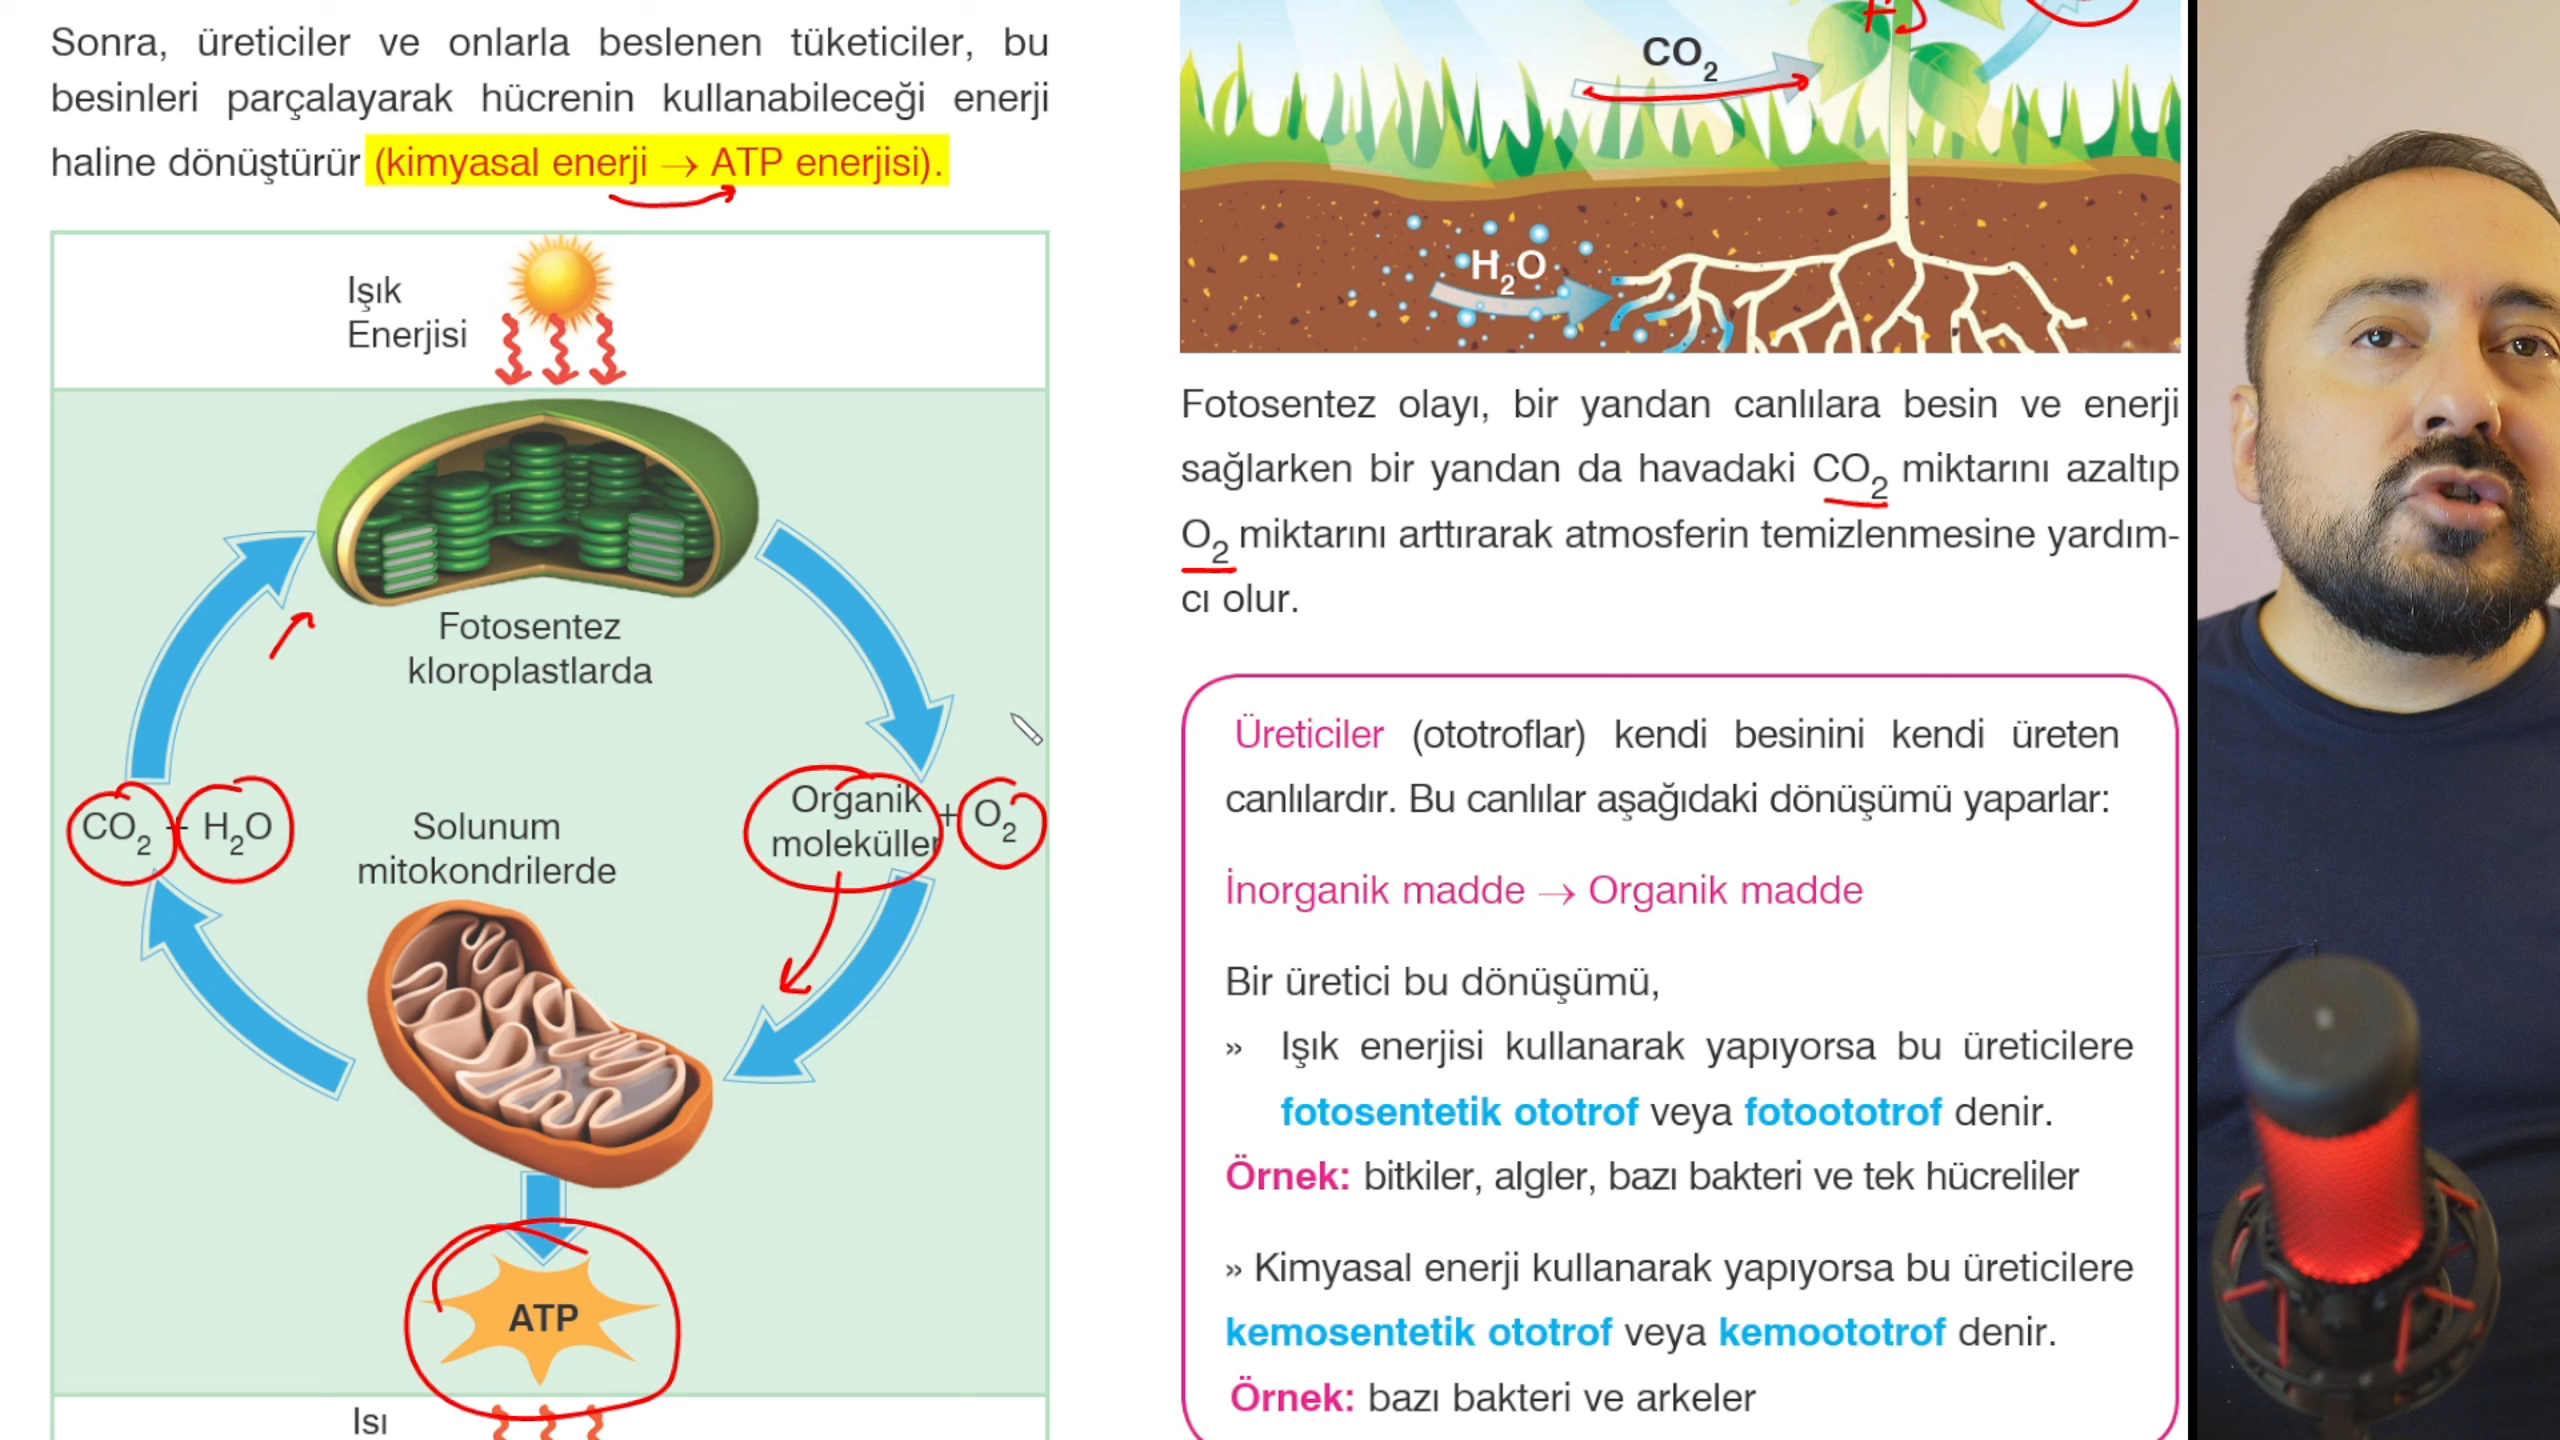 Sonra, üreticiler ve onlarla beslenen tüketiciler, bu
besinleri parçalayarak hücrenin kullanabileceği enerji
haline dönüştürür (kimyasal enerji → ATP enerjisi).
Işık
Enerjisi
Fotosentez
kloroplastlarda
CO2 + H2O
Solunum
mitokondrilerde
Organik
moleküller
+ O2
ATP
Isı
CO2
H2O
Fotosentez olayı, bir yandan canlılara besin ve enerji
sağlarken bir yandan da havadaki CO2 miktarını azaltıp
O2 miktarını arttırarak atmosferin temizlenmesine yardım-
cı olur.
Üreticiler (ototroflar) kendi besinini kendi üreten
canlılardır. Bu canlılar aşağıdaki dönüşümü yaparlar:
İnorganik madde → Organik madde
Bir üretici bu dönüşümü,
» Işık enerjisi kullanarak yapıyorsa bu üreticilere
fotosentetik ototrof veya fotoototrof denir.
Örnek: bitkiler, algler, bazı bakteri ve tek hücreliler
» Kimyasal enerji kullanarak yapıyorsa bu üreticilere
kemosentetik ototrof veya kemoototrof denir.
Örnek: bazı bakteri ve arkeler